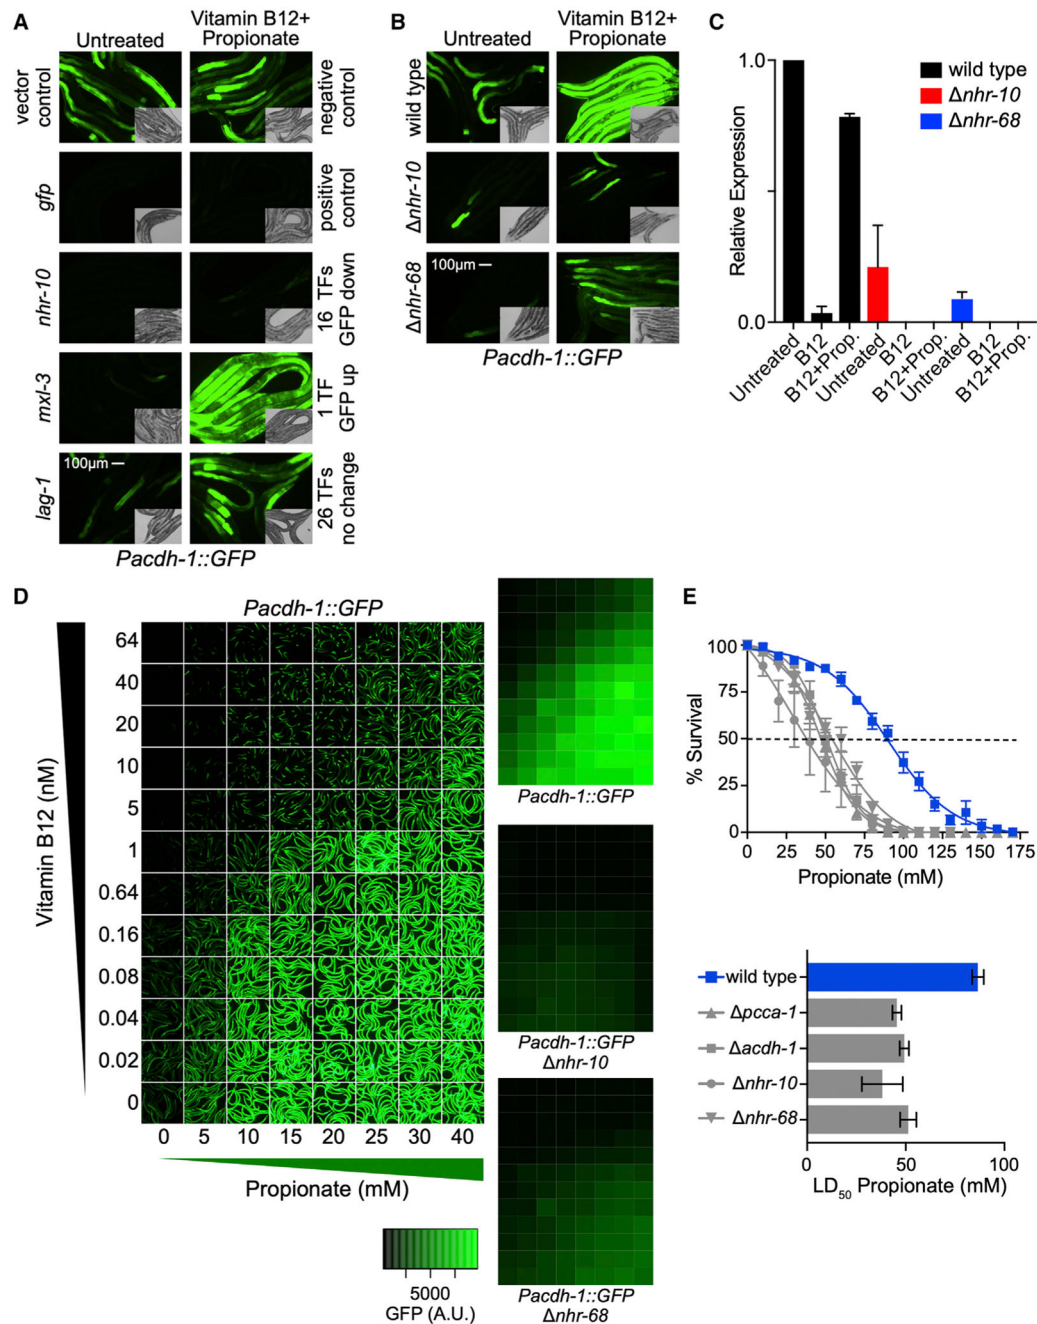 A
Untreated
Vitamin B12+
Propionate
vector
control
negative
control
gfp
positive
control
nhr-10
16 TFs
GFP down
mxl-3
1 TF
GFP up
100µm
lag-1
26 TFs
no change
Pacdh-1::GFP
B
Untreated
Vitamin B12+
Propionate
wild type
Δnhr-10
100µm
Δnhr-68
Pacdh-1::GFP
C
1.0
0.0
Relative Expression
wild type
Δnhr-10
Δnhr-68
Untreated
B12
B12+Prop.
Untreated
B12
B12+Prop.
Untreated
B12
B12+Prop.
D
Pacdh-1::GFP
Vitamin B12 (nM)
64
40
20
10
5
1
0.64
0.16
0.08
0.04
0.02
0
0 5 10 15 20 25 30 40
Propionate (mM)
5000
GFP (A.U.)
Pacdh-1::GFP
Pacdh-1::GFP
Δnhr-10
Pacdh-1::GFP
Δnhr-68
E
% Survival
100
75
50
25
0
0 25 50 75 100 125 150 175
Propionate (mM)
wild type
Δpcca-1
Δacdh-1
Δnhr-10
Δnhr-68
0 50 100
LD50 Propionate (mM)